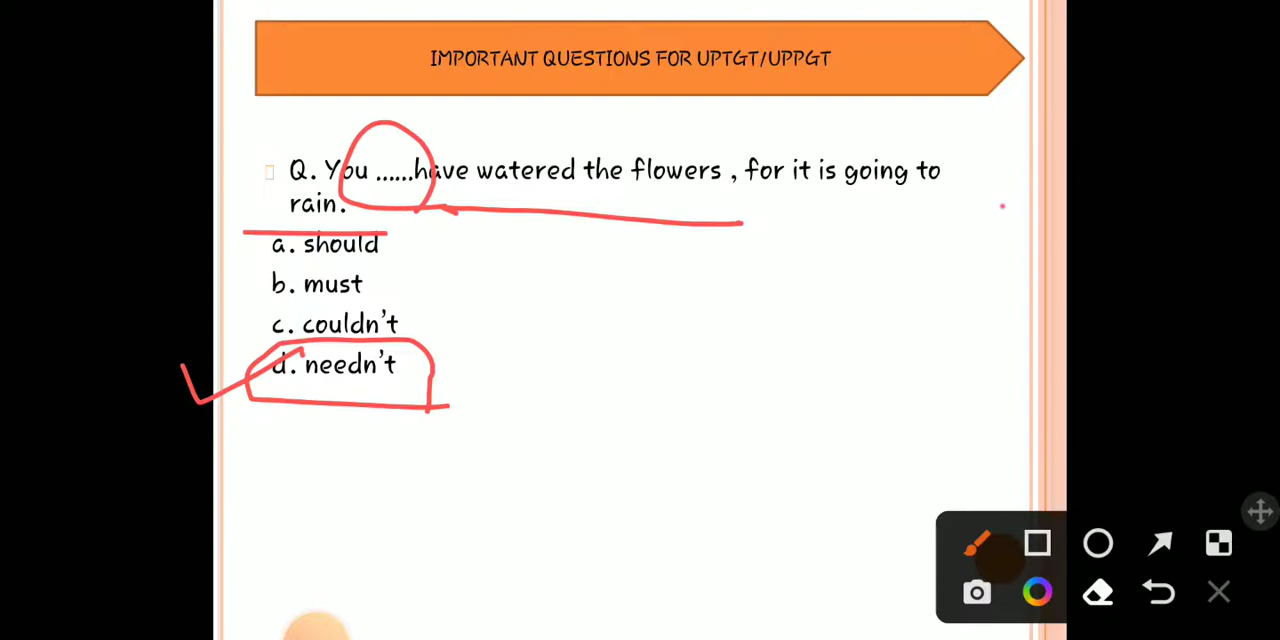 IMPORTANT QUESTIONS FOR UPTGT/UPPGT
Q. You ......have watered the flowers , for it is going to
rain.
a. should
b. must
c. couldn't
d. needn't